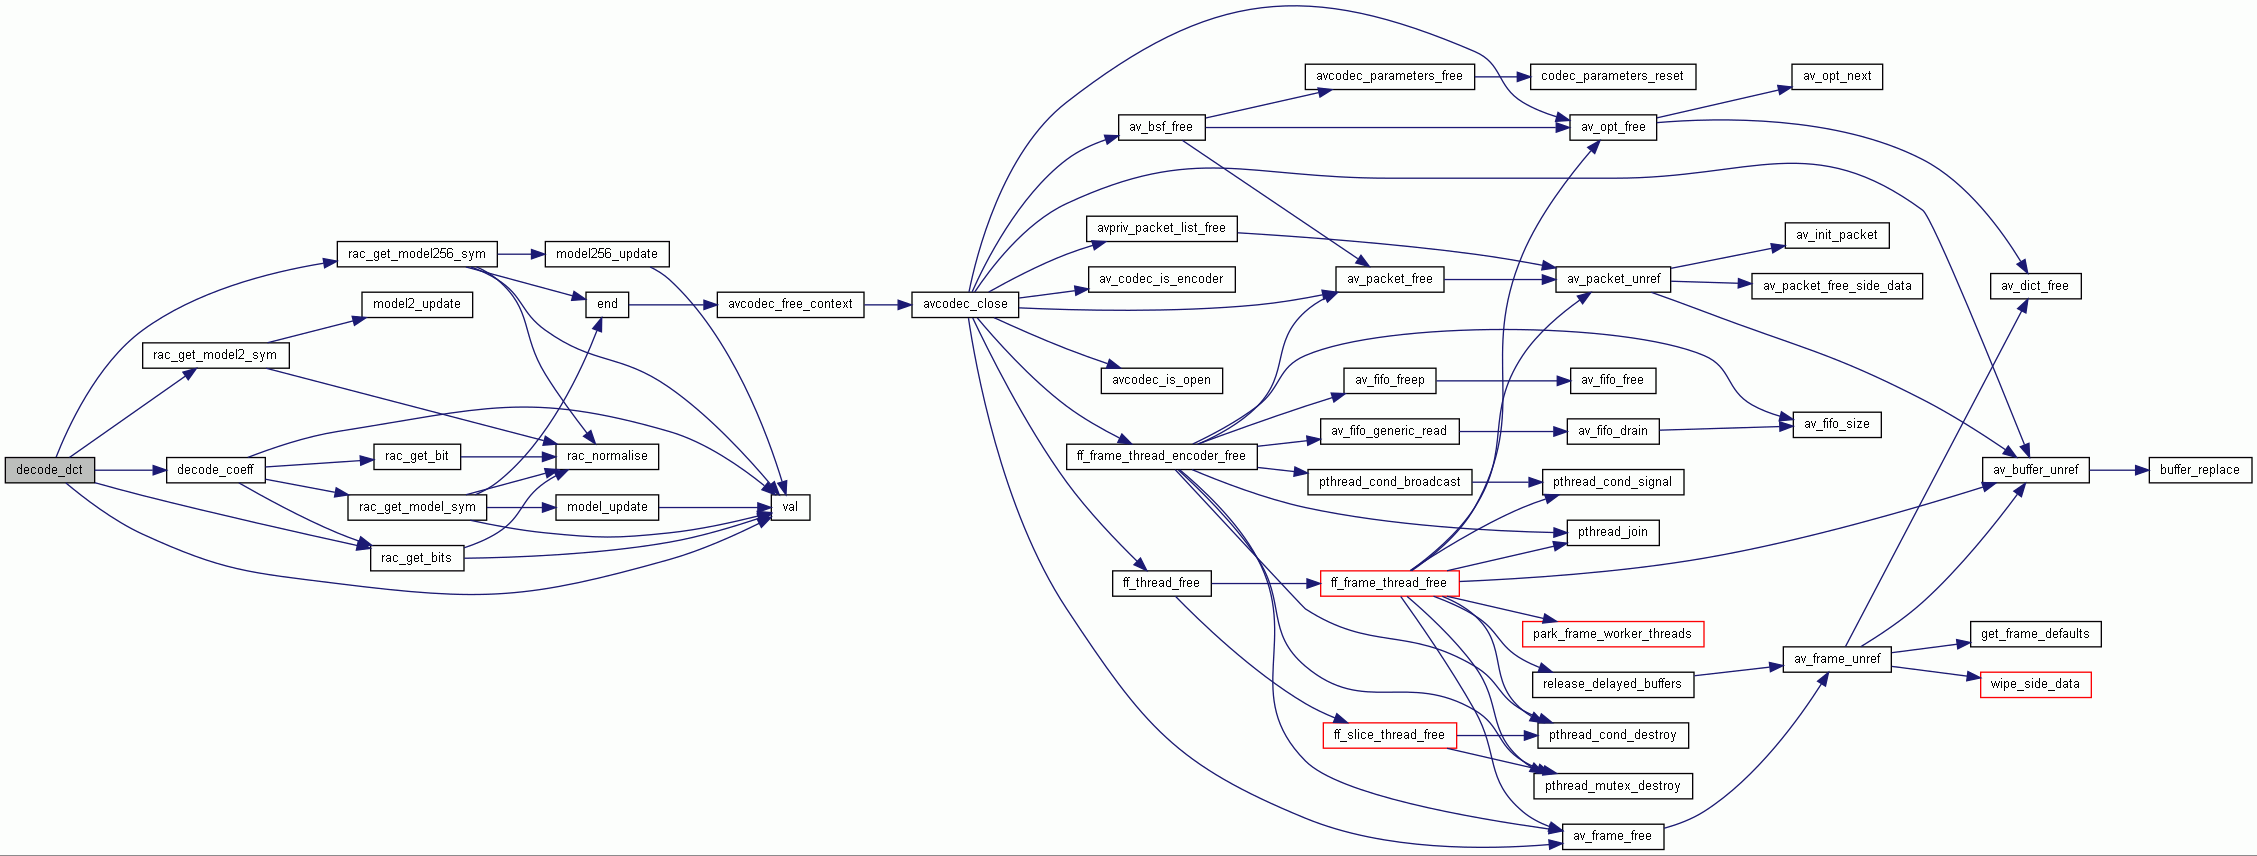 decode_dct
rac_get_model256_sym
rac_get_model2_sym
decode_coeff
model2_update
rac_get_bit
rac_get_model_sym
rac_get_bits
model256_update
end
rac_normalise
model_update
val
avcodec_free_context
avcodec_close
av_bsf_free
avpriv_packet_list_free
av_codec_is_encoder
avcodec_is_open
ff_frame_thread_encoder_free
ff_thread_free
avcodec_parameters_free
av_packet_free
av_fifo_freep
av_fifo_generic_read
pthread_cond_broadcast
ff_frame_thread_free
ff_slice_thread_free
codec_parameters_reset
av_opt_free
av_packet_unref
av_fifo_free
av_fifo_drain
pthread_cond_signal
pthread_join
park_frame_worker_threads
release_delayed_buffers
pthread_cond_destroy
pthread_mutex_destroy
av_frame_free
av_opt_next
av_init_packet
av_packet_free_side_data
av_fifo_size
av_frame_unref
av_dict_free
av_buffer_unref
get_frame_defaults
wipe_side_data
buffer_replace